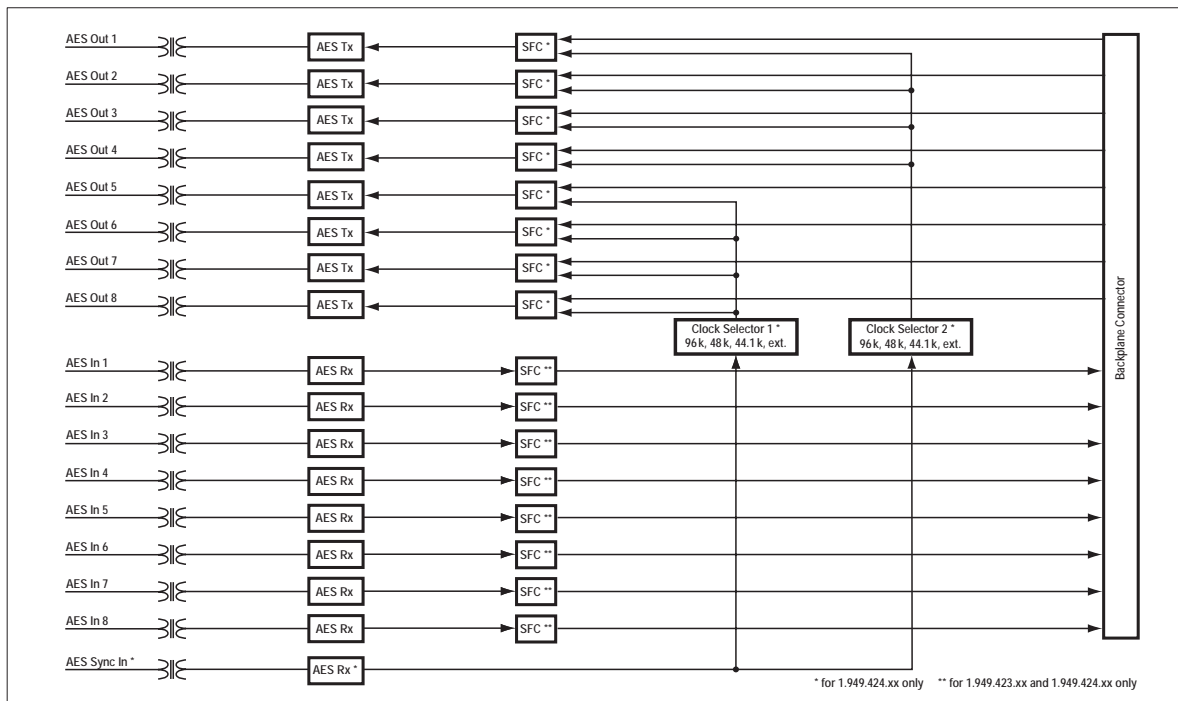 AES Out 1 AES Tx SFC *
AES Out 2 AES Tx SFC *
AES Out 3 AES Tx SFC *
AES Out 4 AES Tx SFC *
AES Out 5 AES Tx SFC *
AES Out 6 AES Tx SFC *
AES Out 7 AES Tx SFC *
AES Out 8 AES Tx SFC *
Clock Selector 1 *
96 k, 48 k, 44.1 k, ext.
Clock Selector 2 *
96 k, 48 k, 44.1 k, ext.
Backplane Connector
AES In 1 AES Rx SFC **
AES In 2 AES Rx SFC **
AES In 3 AES Rx SFC **
AES In 4 AES Rx SFC **
AES In 5 AES Rx SFC **
AES In 6 AES Rx SFC **
AES In 7 AES Rx SFC **
AES In 8 AES Rx SFC **
AES Sync In * AES Rx *
* for 1.949.424.xx only ** for 1.949.423.xx and 1.949.424.xx only